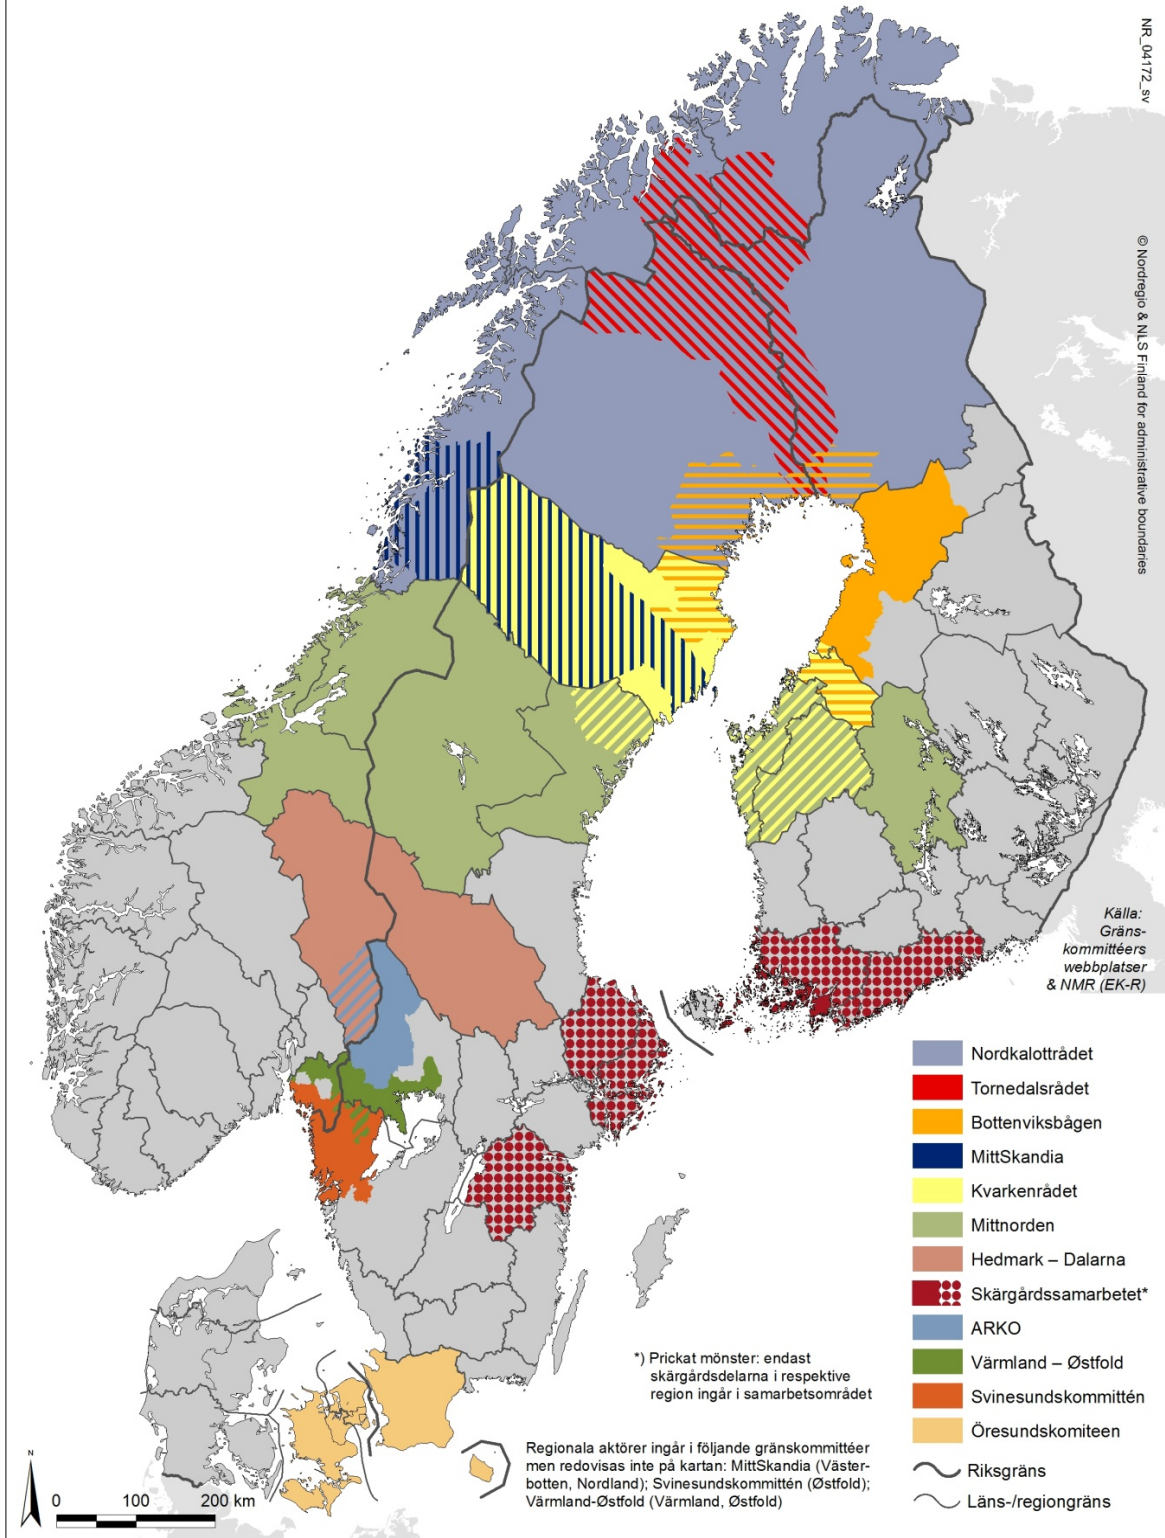 NR_04172_sv
© Nordregio & NLS Finland for administrative boundaries
Källa:
Gräns-
kommittéers
webbplatser
& NMR (EK-R)
Nordkalottrådet
Tornedalsrådet
Bottenviksbågen
MittSkandia
Kvarkenrådet
Mittnorden
Hedmark – Dalarna
Skärgårdssamarbetet*
ARKO
Värmland – Østfold
Svinesundskommittén
Öresundskomiteen
Riksgräns
Läns-/regiongräns
*) Prickat mönster: endast
skärgårdsdelarna i respektive
region ingår i samarbetsområdet
Regionala aktörer ingår i följande gränskommittéer
men redovisas inte på kartan: MittSkandia (Väster-
botten, Nordland); Svinesundskommittén (Østfold);
Värmland-Østfold (Värmland, Østfold)
N
0 100 200 km